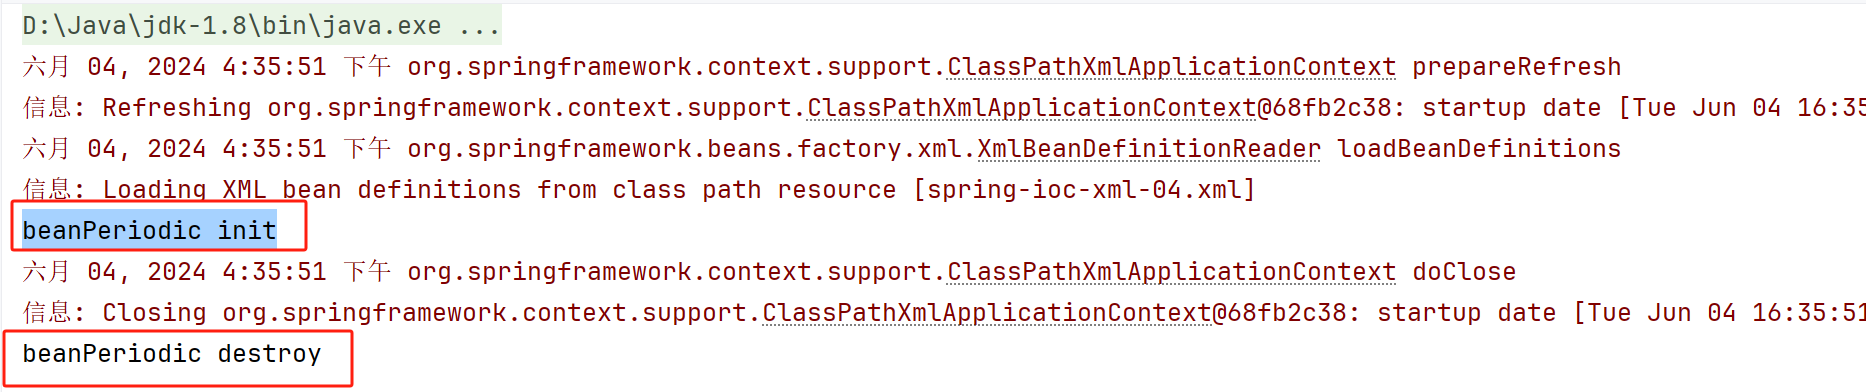 D:\Java\jdk-1.8\bin\java.exe ...
六月 04, 2024 4:35:51 下午 org.springframework.context.support.ClassPathXmlApplicationContext prepareRefresh
信息: Refreshing org.springframework.context.support.ClassPathXmlApplicationContext@68fb2c38: startup date [Tue Jun 04 16:35
六月 04, 2024 4:35:51 下午 org.springframework.beans.factory.xml.XmlBeanDefinitionReader loadBeanDefinitions
信息: Loading XML bean definitions from class path resource [spring-ioc-xml-04.xml]
beanPeriodic init
六月 04, 2024 4:35:51 下午 org.springframework.context.support.ClassPathXmlApplicationContext doClose
信息: Closing org.springframework.context.support.ClassPathXmlApplicationContext@68fb2c38: startup date [Tue Jun 04 16:35:51
beanPeriodic destroy